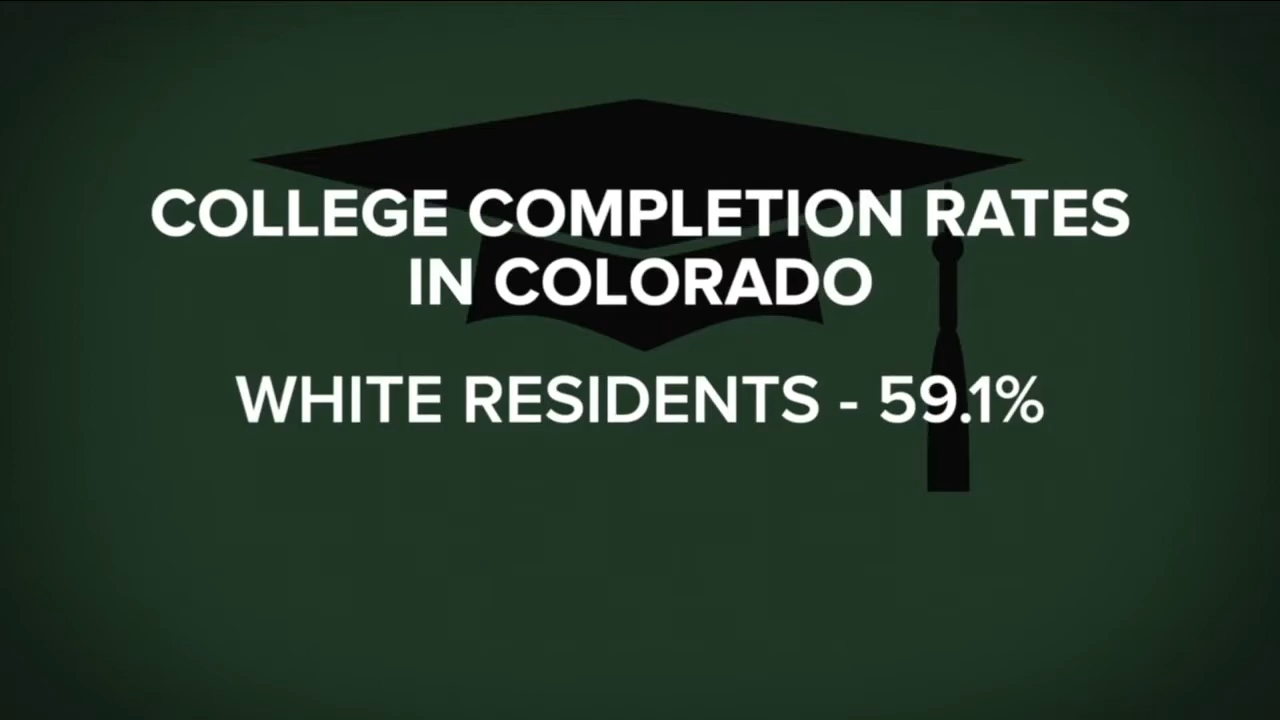 COLLEGE COMPLETION RATES
IN COLORADO
WHITE RESIDENTS - 59.1%